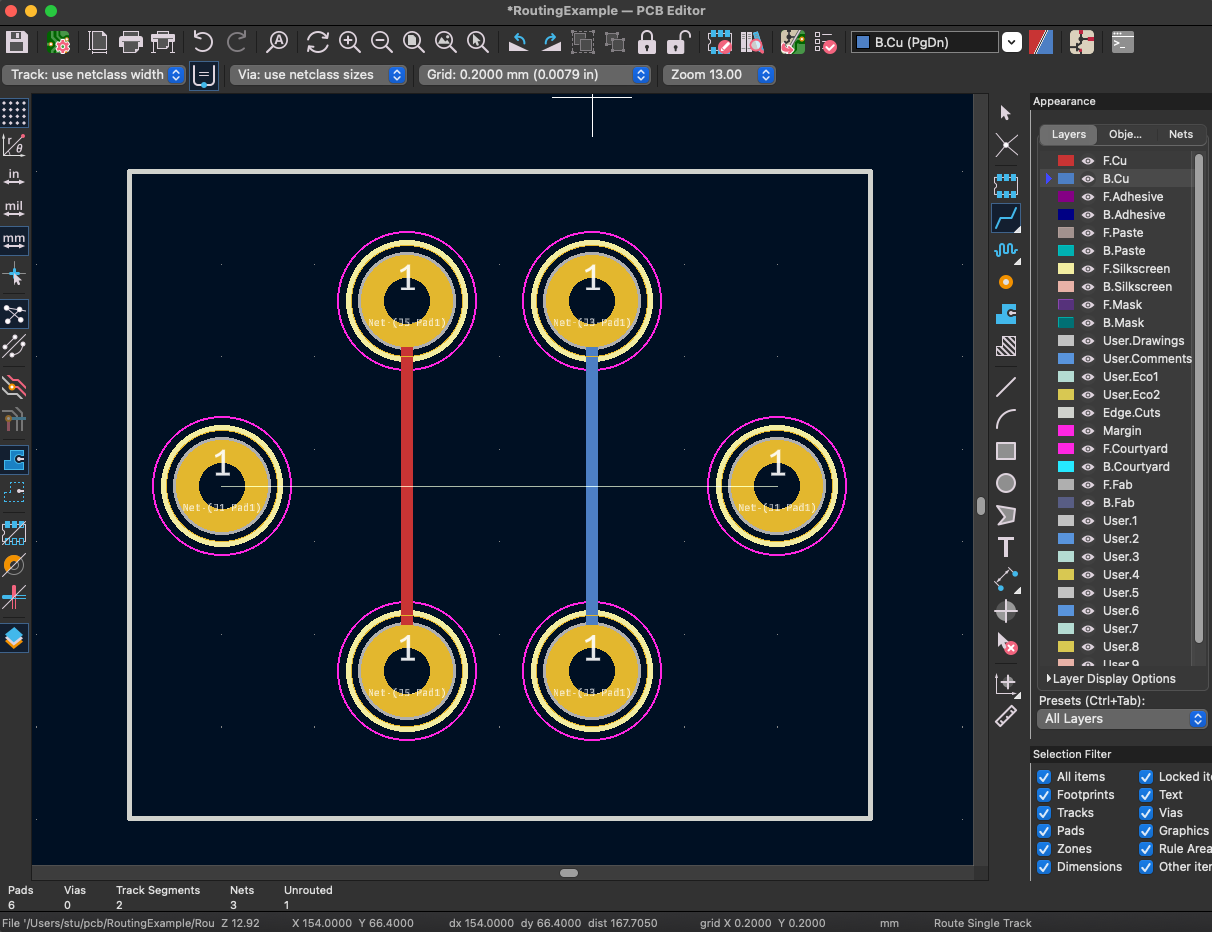 *RoutingExample — PCB Editor
B.Cu (PgDn)
Track: use netclass width
Via: use netclass sizes
Grid: 0.2000 mm (0.0079 in)
Zoom 13.00
in
mil
mm
1
Net-(J5-Pad1)
1
Net-(J3-Pad1)
1
Net-(J1-Pad1)
1
Net-(J1-Pad1)
1
Net-(J5-Pad1)
1
Net-(J3-Pad1)
Appearance
Layers Obje... Nets
F.Cu
B.Cu
F.Adhesive
B.Adhesive
F.Paste
B.Paste
F.Silkscreen
B.Silkscreen
F.Mask
B.Mask
User.Drawings
User.Comments
User.Eco1
User.Eco2
Edge.Cuts
Margin
F.Courtyard
B.Courtyard
F.Fab
B.Fab
User.1
User.2
User.3
User.4
User.5
User.6
User.7
User.8
User.9
Layer Display Options
Presets (Ctrl+Tab):
All Layers
Selection Filter
All items Locked ite
Footprints Text
Tracks Vias
Pads Graphics
Zones Rule Area
Dimensions Other iter
Pads Vias Track Segments Nets Unrouted
6 0 2 3 1
File '/Users/stu/pcb/RoutingExample/Rou Z 12.92 X 154.0000 Y 66.4000 dx 154.0000 dy 66.4000 dist 167.7050 grid X 0.2000 Y 0.2000 mm Route Single Track